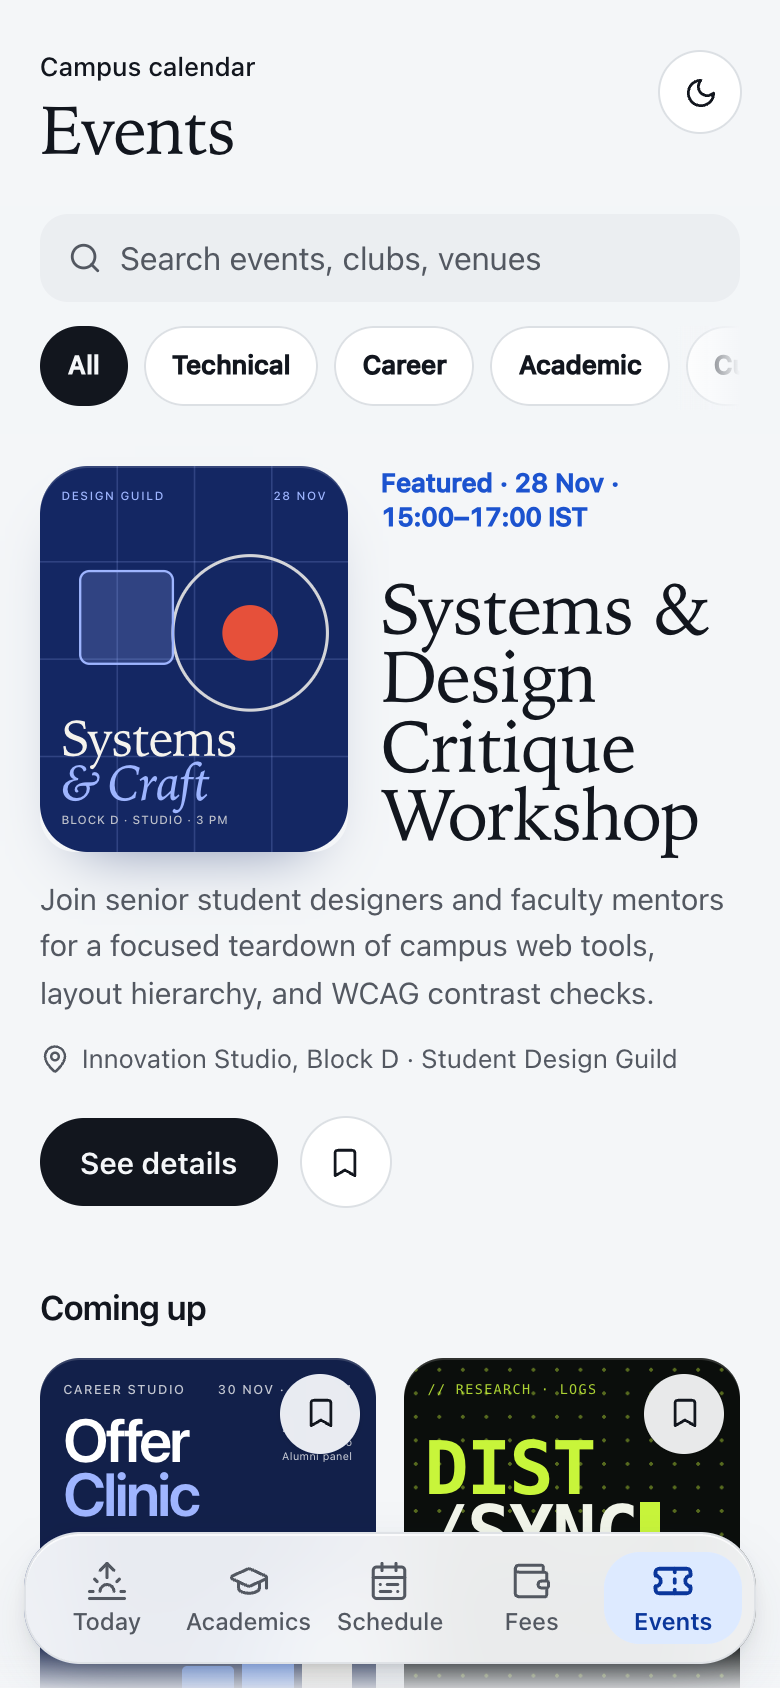 Campus calendar
Events
Search events, clubs, venues
All
Technical
Career
Academic
DESIGN GUILD
28 NOV
Systems
& Craft
BLOCK D · STUDIO · 3 PM
Featured · 28 Nov ·
15:00–17:00 IST
Systems &
Design
Critique
Workshop
Join senior student designers and faculty mentors
for a focused teardown of campus web tools,
layout hierarchy, and WCAG contrast checks.
Innovation Studio, Block D · Student Design Guild
See details
Coming up
CAREER STUDIO
30 NOV ·
Alumni panel
Offer
Clinic
// RESEARCH · LOGS
DIST
/SYNC
Today
Academics
Schedule
Fees
Events